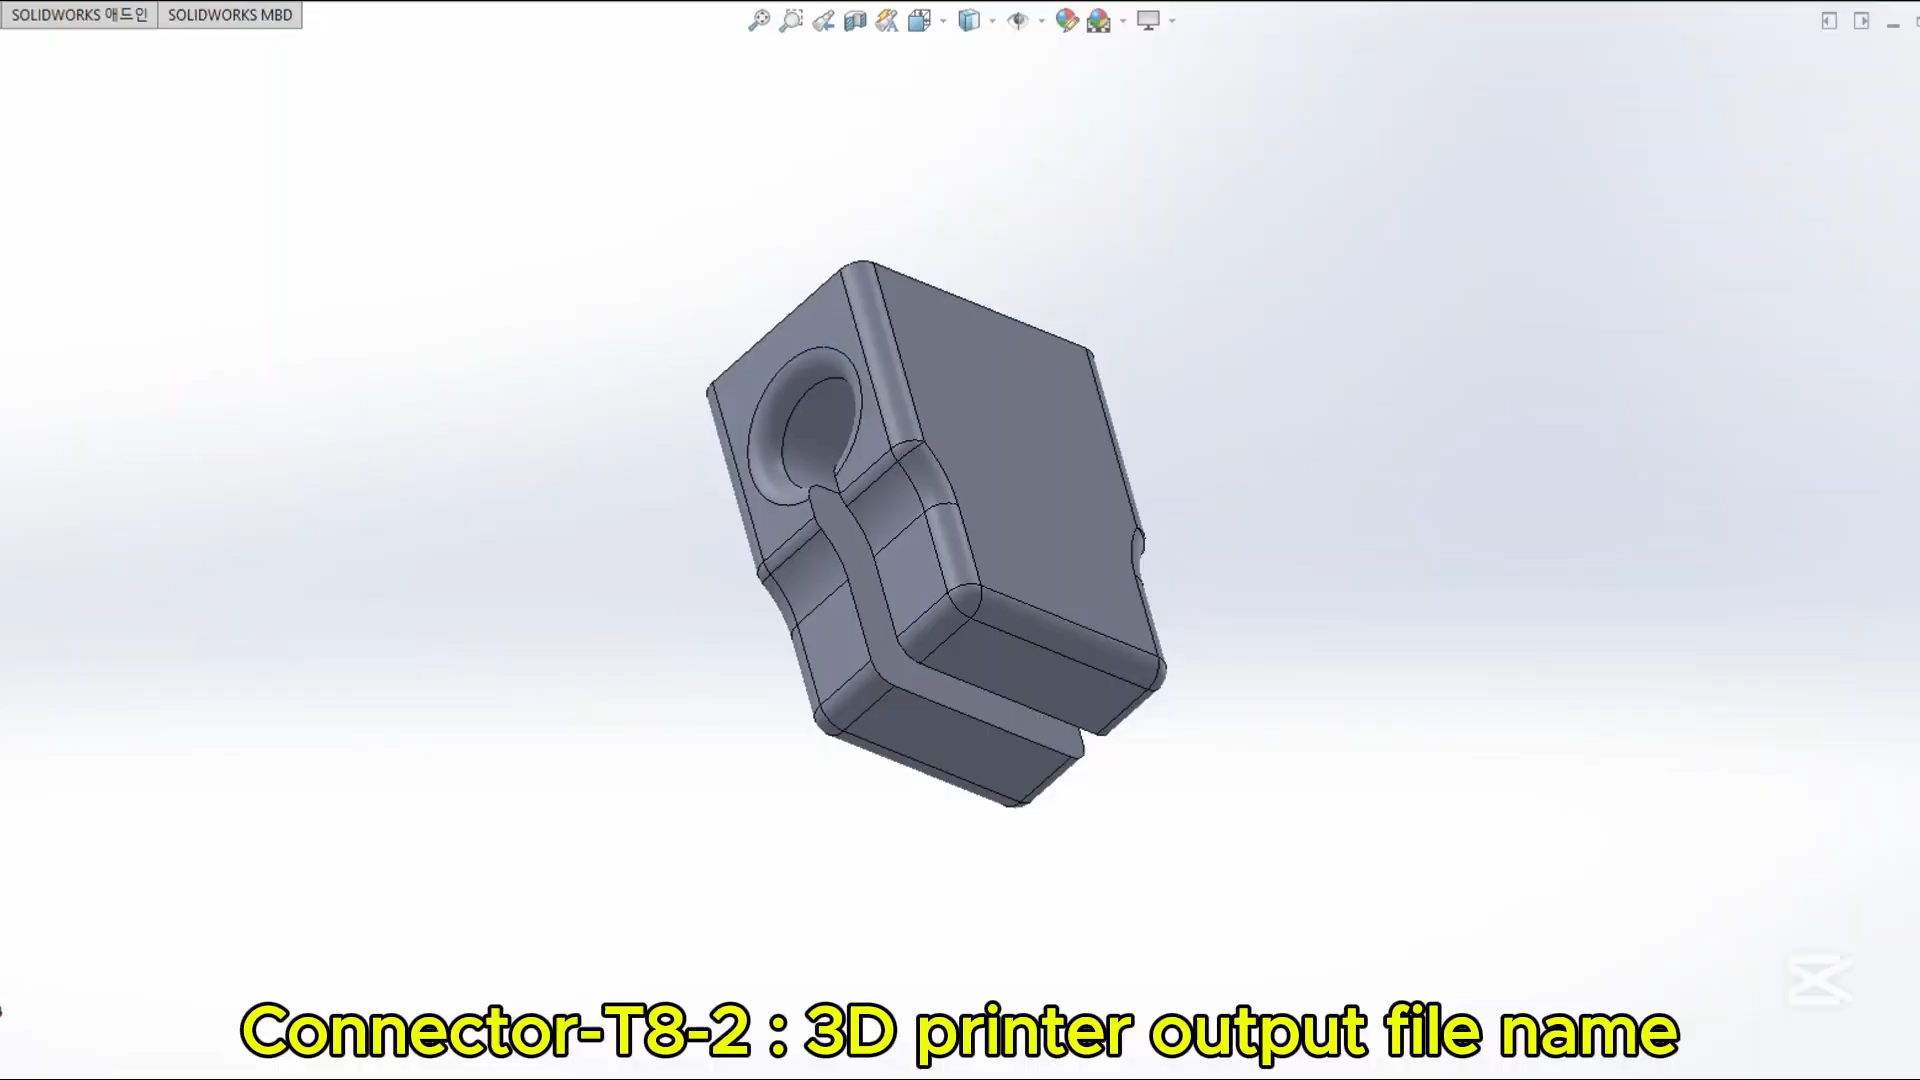 SOLIDWORKS 애드인
SOLIDWORKS MBD
Connector-T8-2 : 3D printer output file name